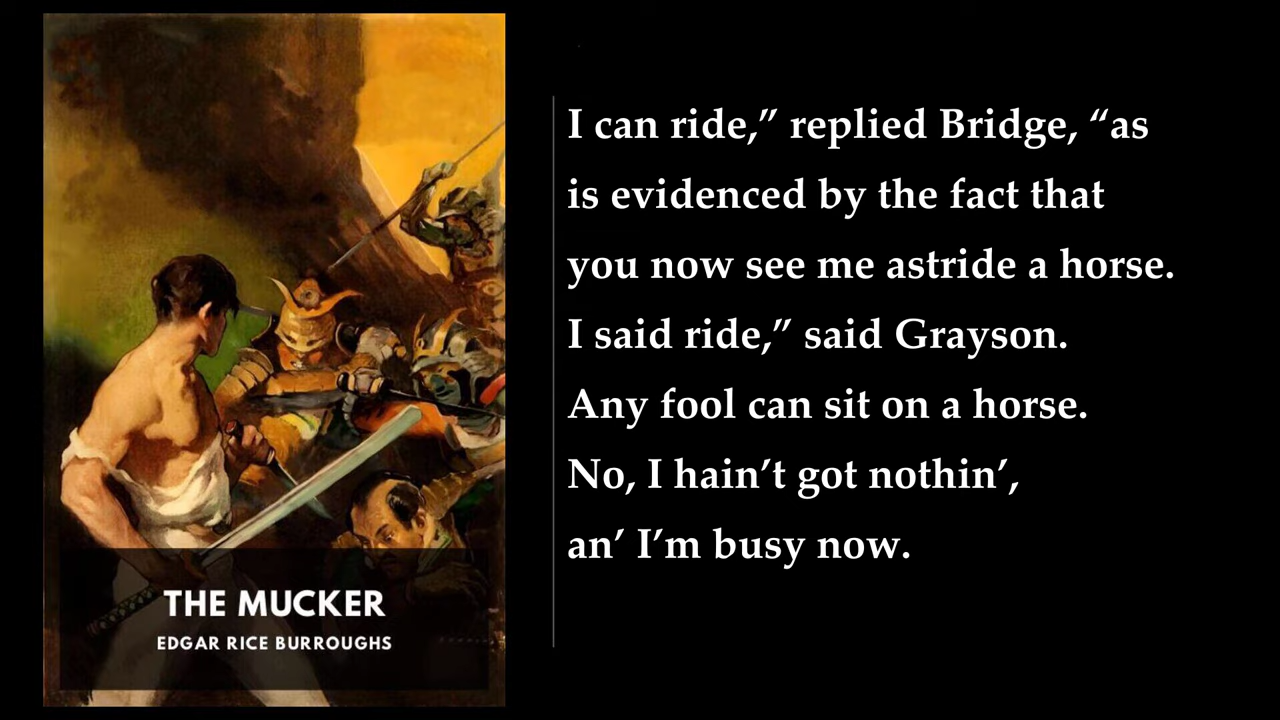 THE MUCKER
EDGAR RICE BURROUGHS
I can ride,” replied Bridge, “as
is evidenced by the fact that
you now see me astride a horse.
I said ride,” said Grayson.
Any fool can sit on a horse.
No, I hain’t got nothin’,
an’ I’m busy now.